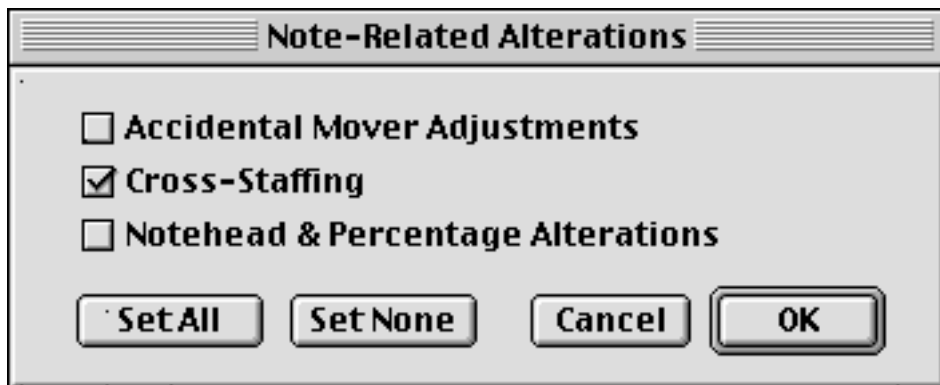 Note-Related Alterations
Accidental Mover Adjustments
Cross-Staffing
Notehead & Percentage Alterations
Set All Set None Cancel OK